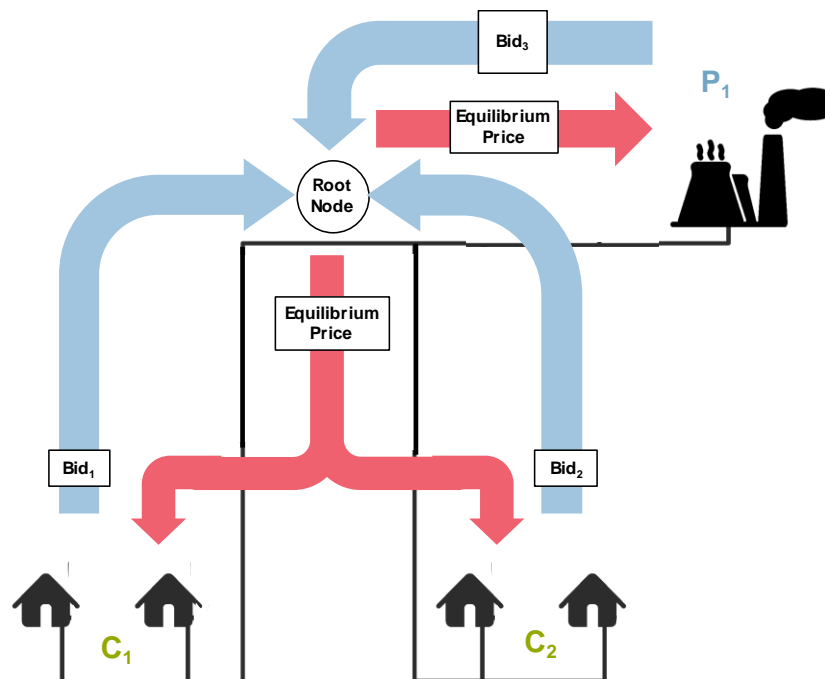 Bid₃
P₁
Equilibrium
Price
Root
Node
Equilibrium
Price
Bid₁
Bid₂
C₁
C₂